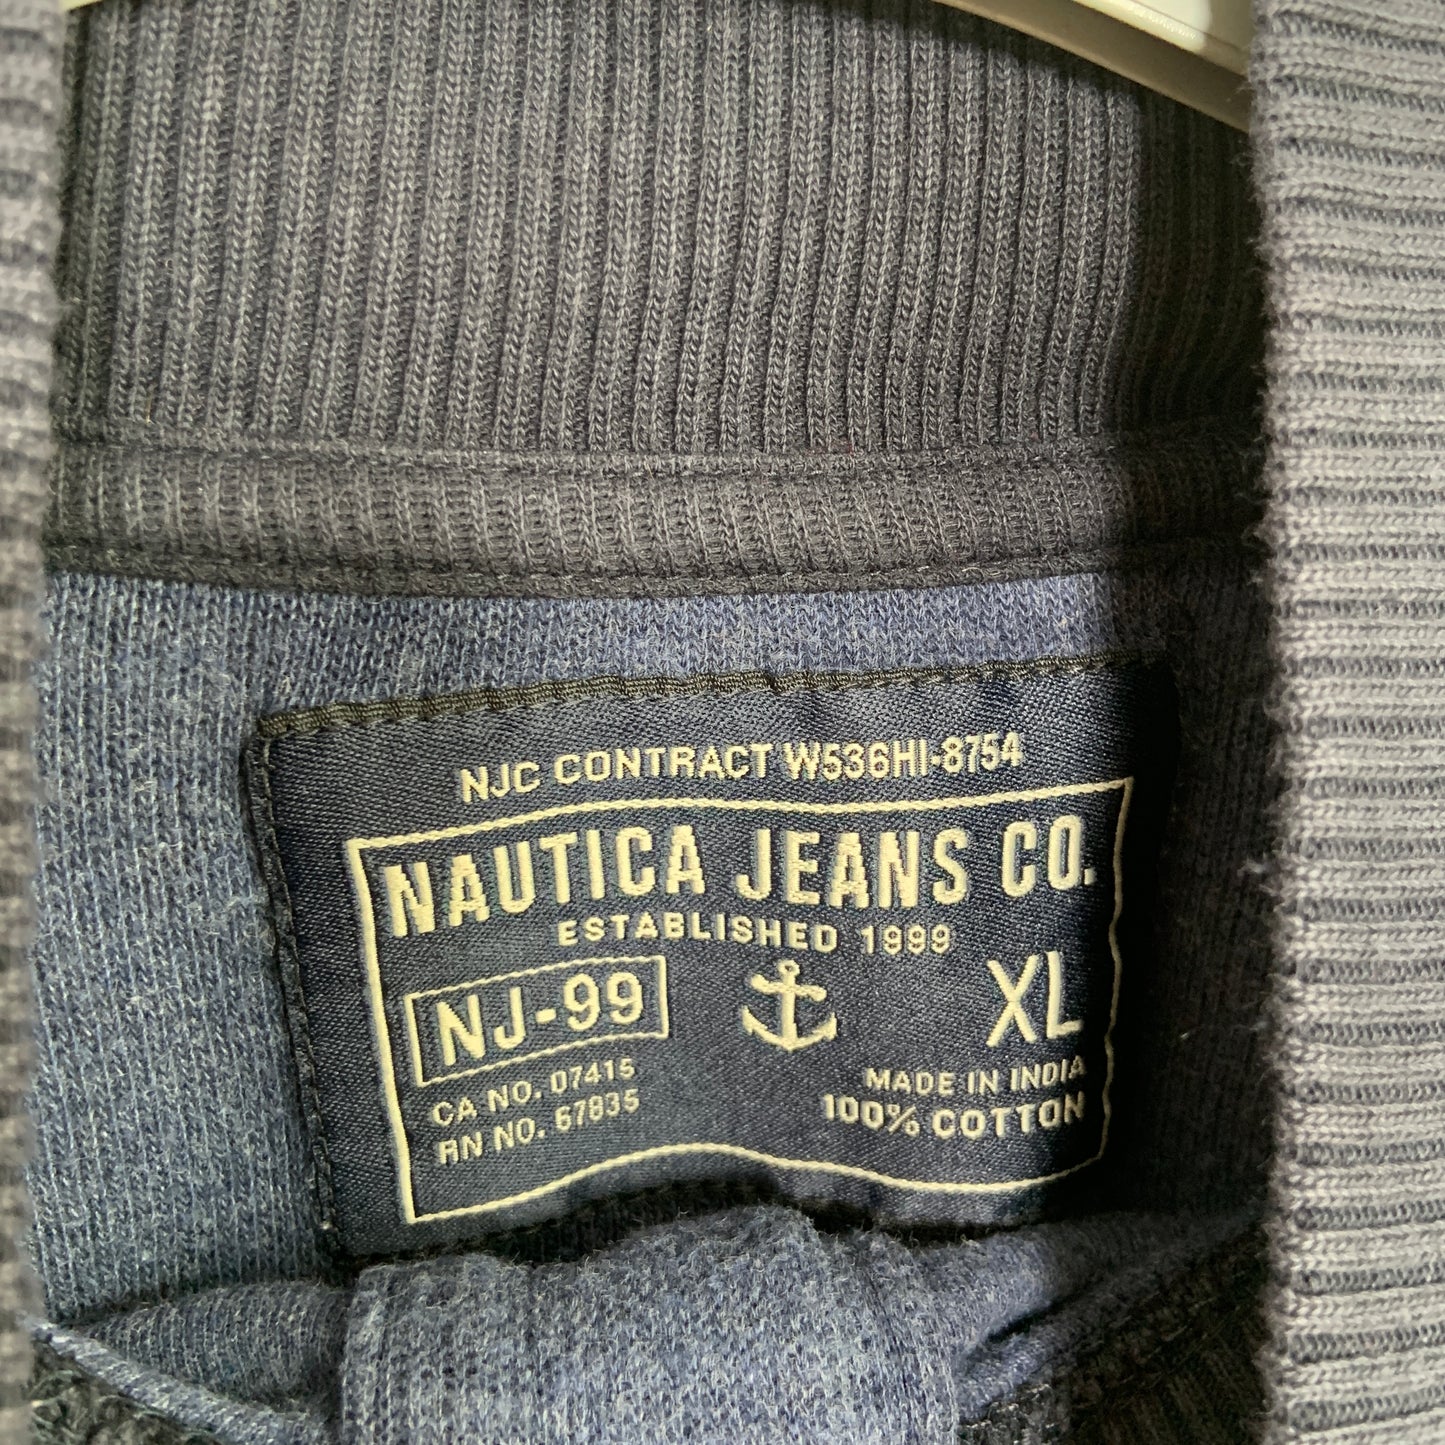 NJC CONTRACT W536HI-8754
NAUTICA JEANS CO.
ESTABLISHED 1999
NJ-99
XL
CA NO. 07415
RN NO. 67835
MADE IN INDIA
100% COTTON